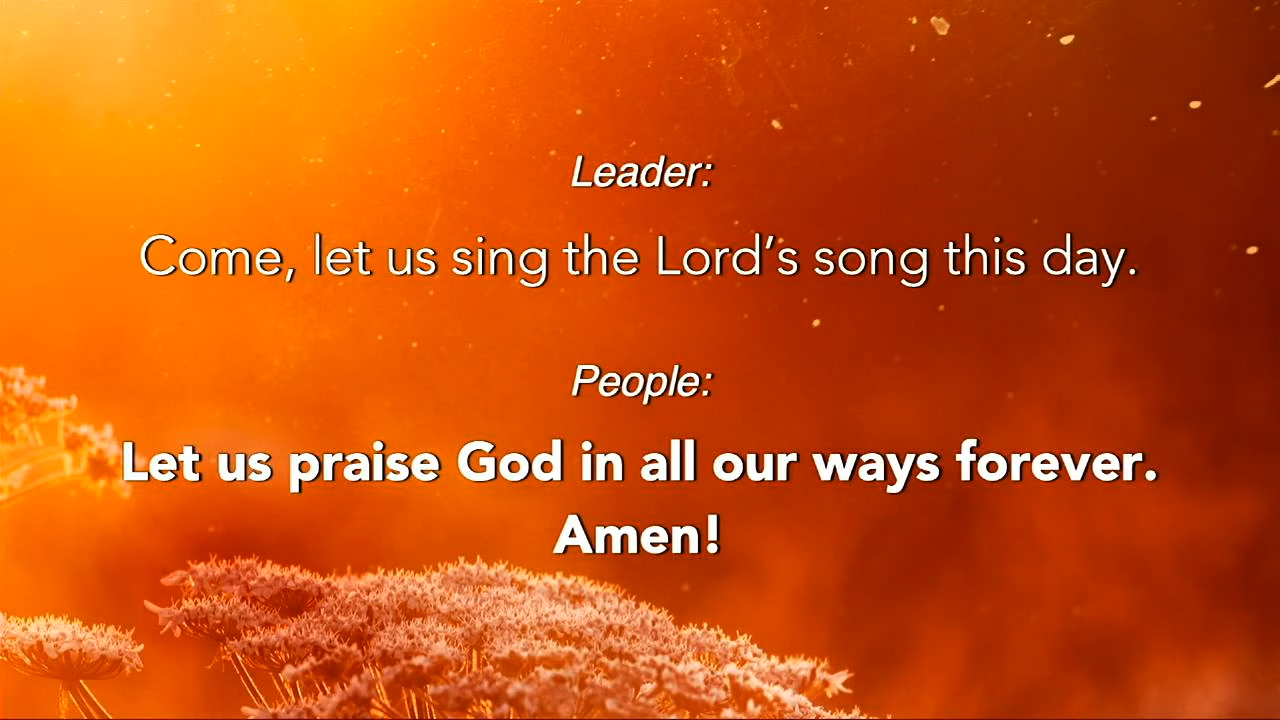 Leader:
Come, let us sing the Lord’s song this day.
People:
Let us praise God in all our ways forever.
Amen!